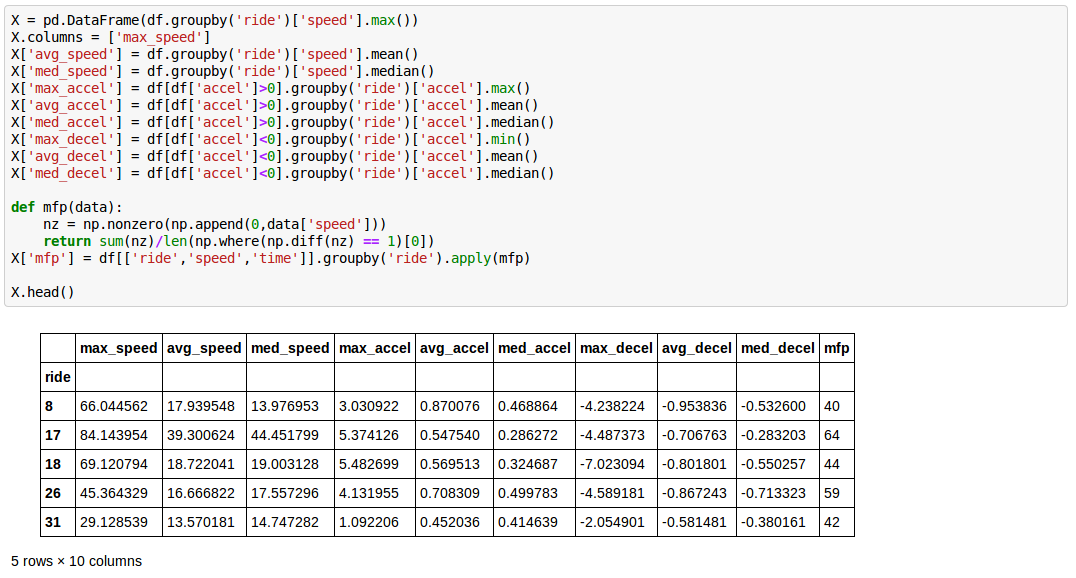 X = pd.DataFrame(df.groupby('ride')['speed'].max())
X.columns = ['max_speed']
X['avg_speed'] = df.groupby('ride')['speed'].mean()
X['med_speed'] = df.groupby('ride')['speed'].median()
X['max_accel'] = df[df['accel']>0].groupby('ride')['accel'].max()
X['avg_accel'] = df[df['accel']>0].groupby('ride')['accel'].mean()
X['med_accel'] = df[df['accel']>0].groupby('ride')['accel'].median()
X['max_decel'] = df[df['accel']<0].groupby('ride')['accel'].min()
X['avg_decel'] = df[df['accel']<0].groupby('ride')['accel'].mean()
X['med_decel'] = df[df['accel']<0].groupby('ride')['accel'].median()

def mfp(data):
    nz = np.nonzero(np.append(0,data['speed']))
    return sum(nz)/len(np.where(np.diff(nz) == 1)[0])
X['mfp'] = df[['ride','speed','time']].groupby('ride').apply(mfp)

X.head()

max_speed avg_speed med_speed max_accel avg_accel med_accel max_decel avg_decel med_decel mfp
ride
8 66.044562 17.939548 13.976953 3.030922 0.870076 0.468864 -4.238224 -0.953836 -0.532600 40
17 84.143954 39.300624 44.451799 5.374126 0.547540 0.286272 -4.487373 -0.706763 -0.283203 64
18 69.120794 18.722041 19.003128 5.482699 0.569513 0.324687 -7.023094 -0.801801 -0.550257 44
26 45.364329 16.666822 17.557296 4.131955 0.708309 0.499783 -4.589181 -0.867243 -0.713323 59
31 29.128539 13.570181 14.747282 1.092206 0.452036 0.414639 -2.054901 -0.581481 -0.380161 42
5 rows × 10 columns